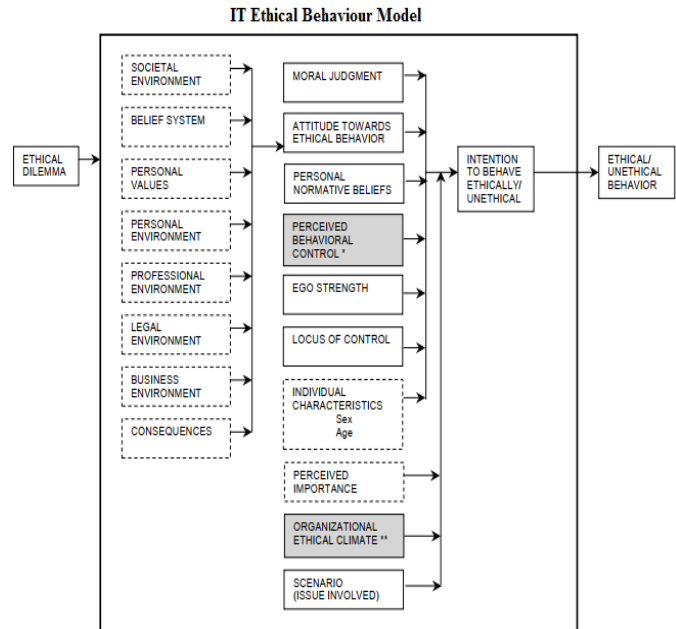 IT Ethical Behaviour Model
ETHICAL
DILEMMA
SOCIETAL
ENVIRONMENT
BELIEF SYSTEM
PERSONAL
VALUES
PERSONAL
ENVIRONMENT
PROFESSIONAL
ENVIRONMENT
LEGAL
ENVIRONMENT
BUSINESS
ENVIRONMENT
CONSEQUENCES
MORAL JUDGMENT
ATTITUDE TOWARDS
ETHICAL BEHAVIOR
PERSONAL
NORMATIVE BELIEFS
PERCEIVED
BEHAVIORAL
CONTROL *
EGO STRENGTH
LOCUS OF CONTROL
INDIVIDUAL
CHARACTERISTICS
Sex
Age
PERCEIVED
IMPORTANCE
ORGANIZATIONAL
ETHICAL CLIMATE **
SCENARIO
(ISSUE INVOLVED)
INTENTION
TO BEHAVE
ETHICALLY/
UNETHICAL
ETHICAL/
UNETHICAL
BEHAVIOR